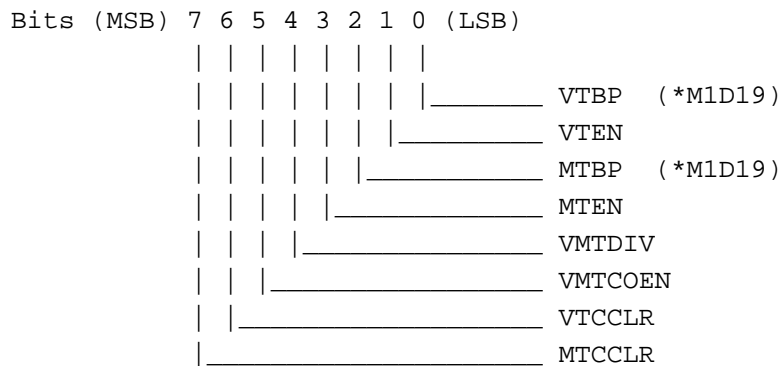 Bits (MSB) 7 6 5 4 3 2 1 0 (LSB)
VTBP (*M1D19)
VTEN
MTBP (*M1D19)
MTEN
VMTDIV
VMTCOEN
VTCCLR
MTCCLR